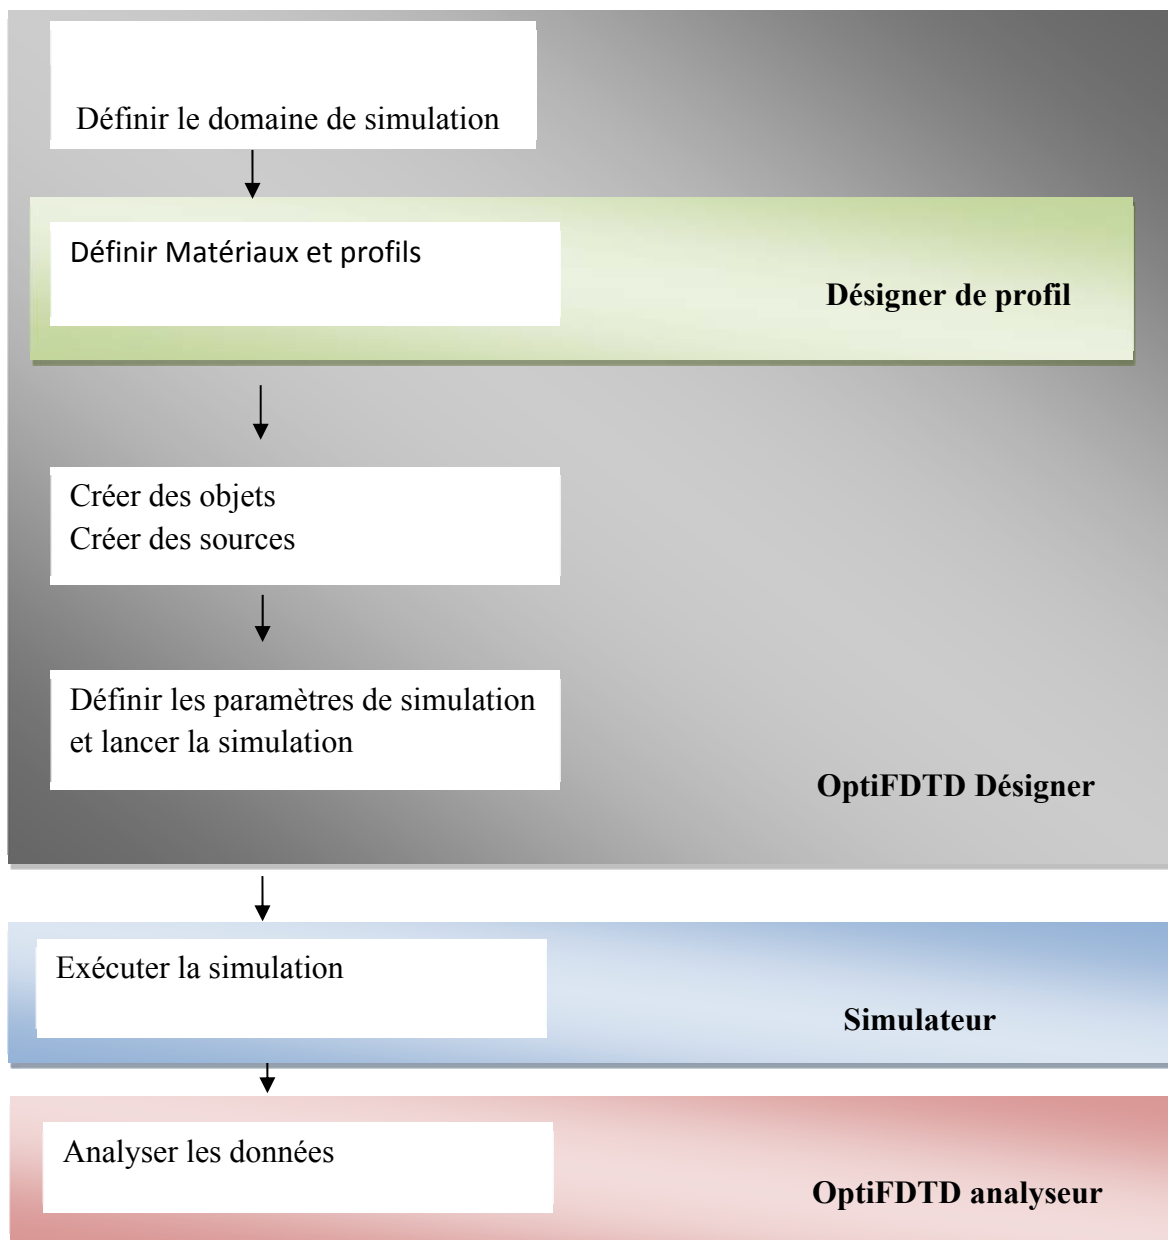 Définir le domaine de simulation
Définir Matériaux et profils
Désigner de profil
Créer des objets
Créer des sources
Définir les paramètres de simulation
et lancer la simulation
OptiFDTD Désigner
Exécuter la simulation
Simulateur
Analyser les données
OptiFDTD analyseur